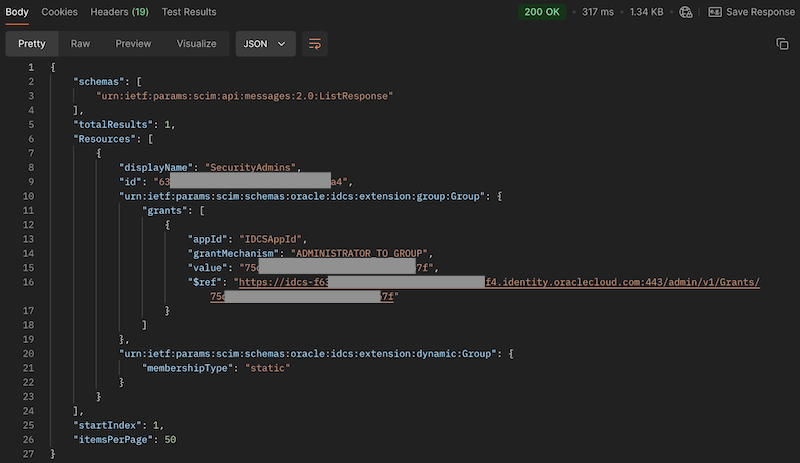 Body Cookies Headers (19) Test Results 200 OK 317 ms 1.34 KB Save Response
Pretty Raw Preview Visualize JSON
1 {
2 "schemas": [
3 "urn:ietf:params:scim:api:messages:2.0:ListResponse"
4 ],
5 "totalResults": 1,
6 "Resources": [
7 {
8 "displayName": "SecurityAdmins",
9 "id": "63 a4",
10 "urn:ietf:params:scim:schemas:oracle:idcs:extension:group:Group": {
11 "grants": [
12 {
13 "appId": "IDCSAppId",
14 "grantMechanism": "ADMINISTRATOR_TO_GROUP",
15 "value": "75 7f",
16 "$ref": "https://idcs-f63 f4.identity.oraclecloud.com:443/admin/v1/Grants/
75 7f"
17 }
18 ]
19 },
20 "urn:ietf:params:scim:schemas:oracle:idcs:extension:dynamic:Group": {
21 "membershipType": "static"
22 }
23 }
24 ],
25 "startIndex": 1,
26 "itemsPerPage": 50
27 }